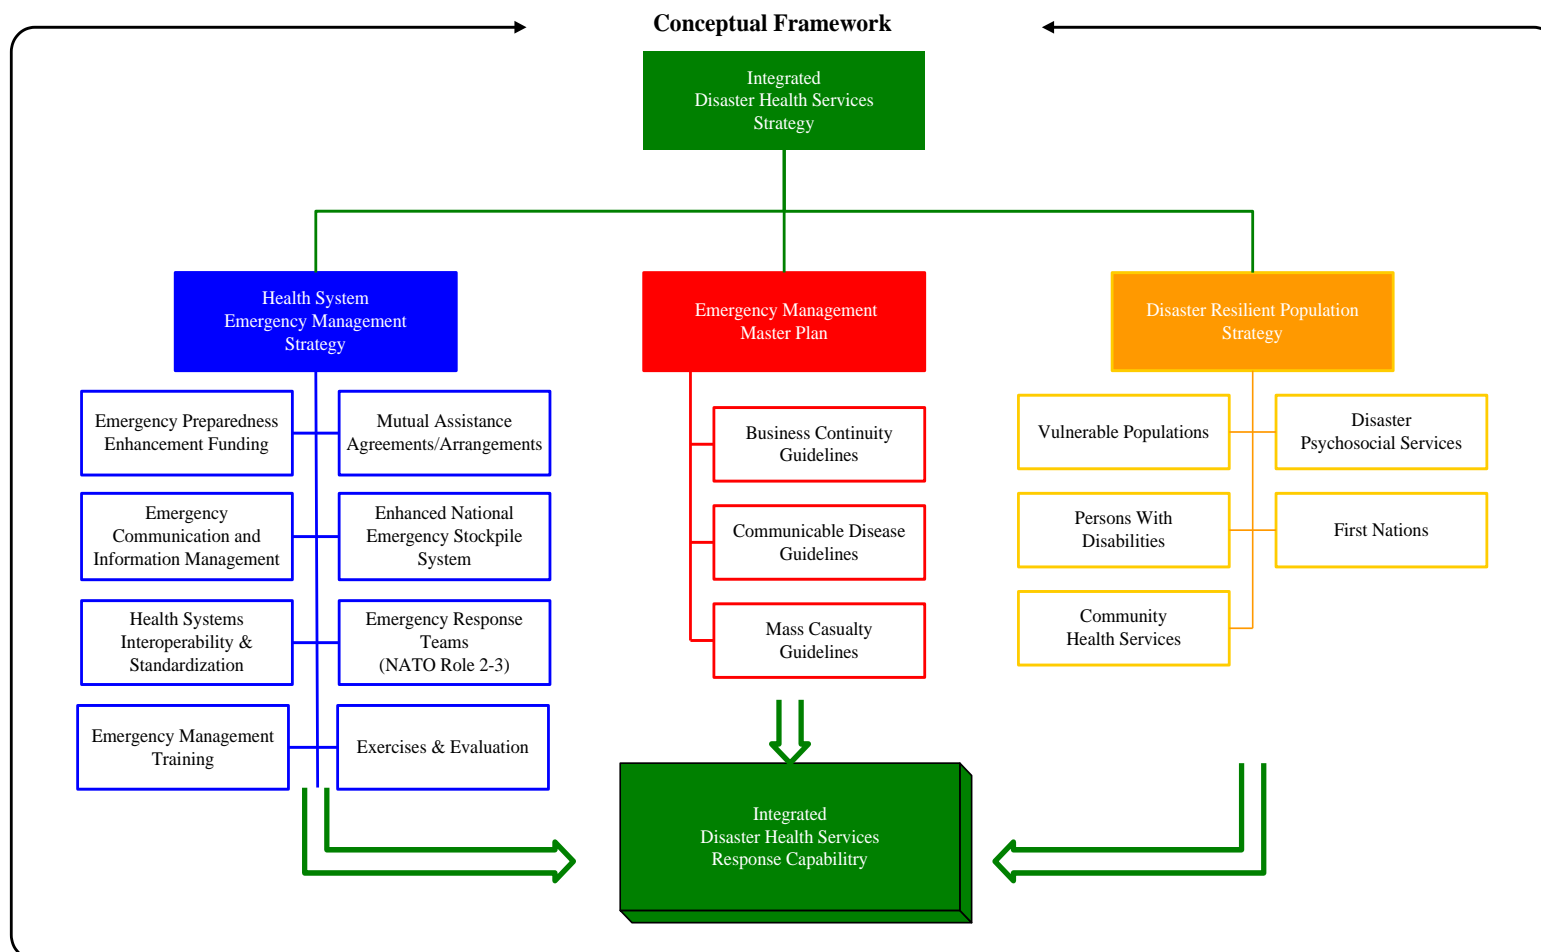 Conceptual Framework
Integrated
Disaster Health Services
Strategy
Health System
Emergency Management
Strategy
Emergency Management
Master Plan
Disaster Resilient Population
Strategy
Emergency Preparedness
Enhancement Funding
Mutual Assistance
Agreements/Arrangements
Emergency
Communication and
Information Management
Enhanced National
Emergency Stockpile
System
Health Systems
Interoperability &
Standardization
Emergency Response
Teams
(NATO Role 2-3)
Emergency Management
Training
Exercises & Evaluation
Business Continuity
Guidelines
Communicable Disease
Guidelines
Mass Casualty
Guidelines
Vulnerable Populations
Disaster
Psychosocial Services
Persons With
Disabilities
First Nations
Community
Health Services
Integrated
Disaster Health Services
Response Capabilitry